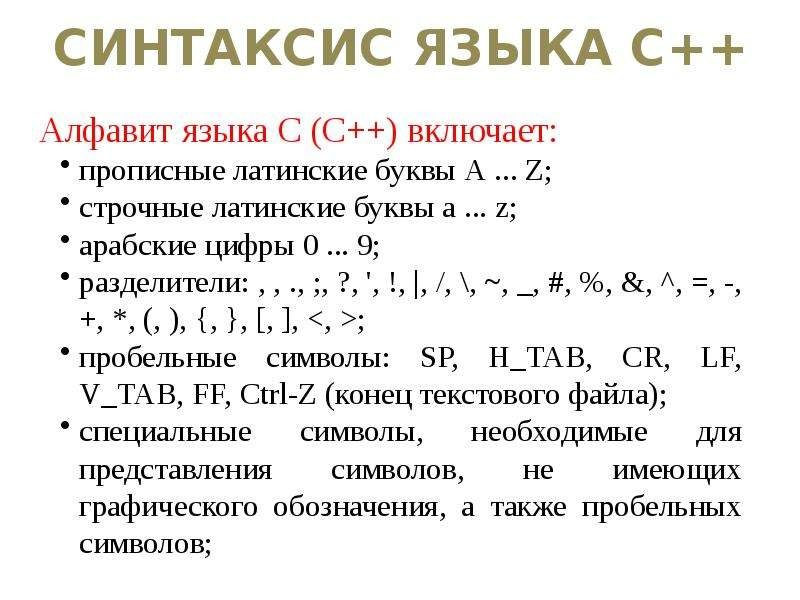 СИНТАКСИС ЯЗЫКА С++
Алфавит языка С (С++) включает:
• прописные латинские буквы A ... Z;
• строчные латинские буквы a ... z;
• арабские цифры 0 ... 9;
• разделители: , , ., ;, ?, ', !, |, /, \, ~, _, #, %, &, ^, =, -,
+, *, (, ), {, }, [, ], <, >;
• пробельные символы: SP, H_TAB, CR, LF,
V_TAB, FF, Ctrl-Z (конец текстового файла);
• специальные символы, необходимые для
представления символов, не имеющих
графического обозначения, а также пробельных
символов;